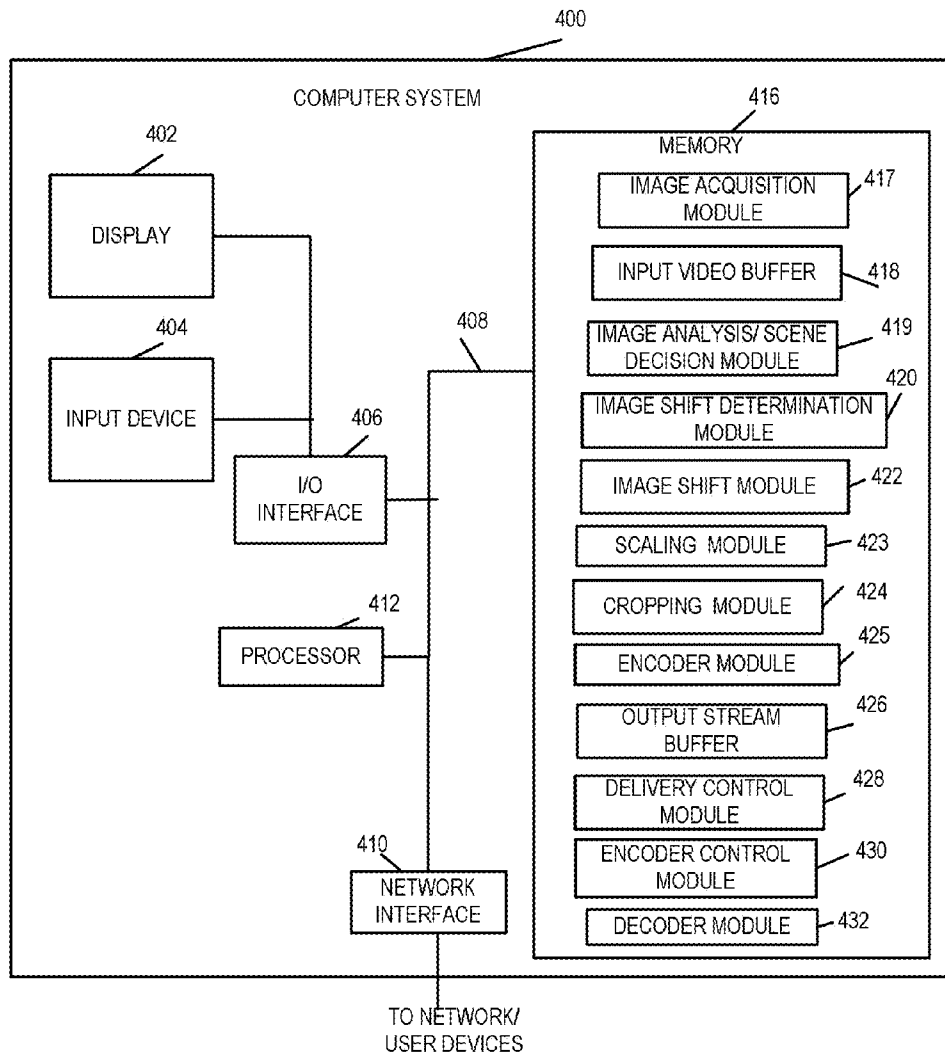 400
COMPUTER SYSTEM
402
DISPLAY
404
INPUT DEVICE
406
I/O
INTERFACE
408
412
PROCESSOR
410
NETWORK
INTERFACE
TO NETWORK/
USER DEVICES
416
MEMORY
IMAGE ACQUISITION
MODULE
417
INPUT VIDEO BUFFER
418
IMAGE ANALYSIS/ SCENE
DECISION MODULE
419
IMAGE SHIFT DETERMINATION
MODULE
420
IMAGE SHIFT MODULE
422
SCALING MODULE
423
CROPPING MODULE
424
ENCODER MODULE
425
OUTPUT STREAM
BUFFER
426
DELIVERY CONTROL
MODULE
428
ENCODER CONTROL
MODULE
430
DECODER MODULE
432